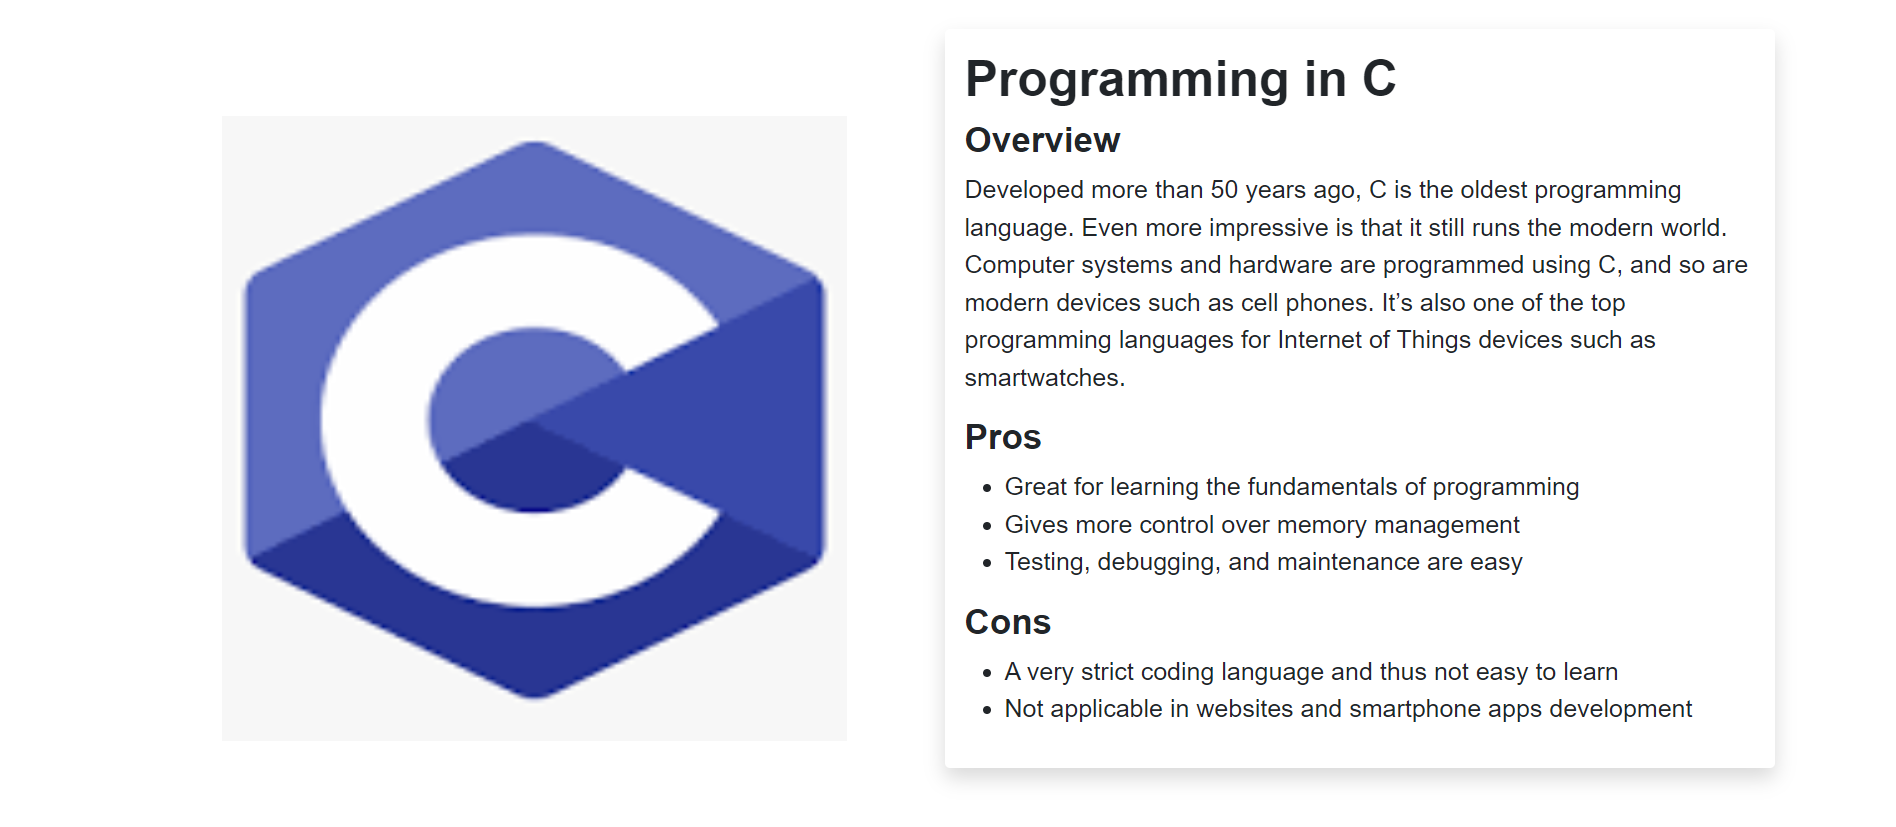 C
Programming in C
Overview
Developed more than 50 years ago, C is the oldest programming
language. Even more impressive is that it still runs the modern world.
Computer systems and hardware are programmed using C, and so are
modern devices such as cell phones. It’s also one of the top
programming languages for Internet of Things devices such as
smartwatches.
Pros
• Great for learning the fundamentals of programming
• Gives more control over memory management
• Testing, debugging, and maintenance are easy
Cons
• A very strict coding language and thus not easy to learn
• Not applicable in websites and smartphone apps development